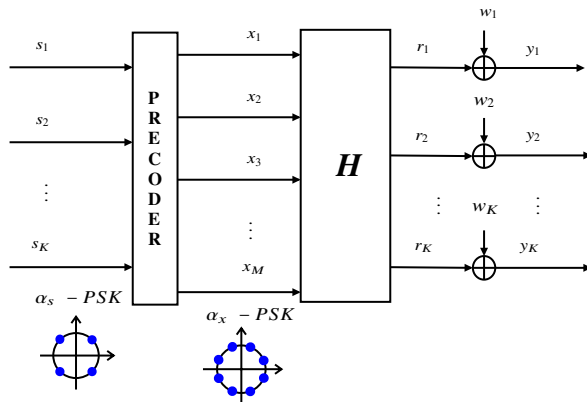 s1
s2
⋮
sK
PRECODER
x1
x2
x3
⋮
xM
H
r1
r2
⋮
rK
w1
w2
wK
y1
y2
⋮
yK
αs − PSK
αx − PSK